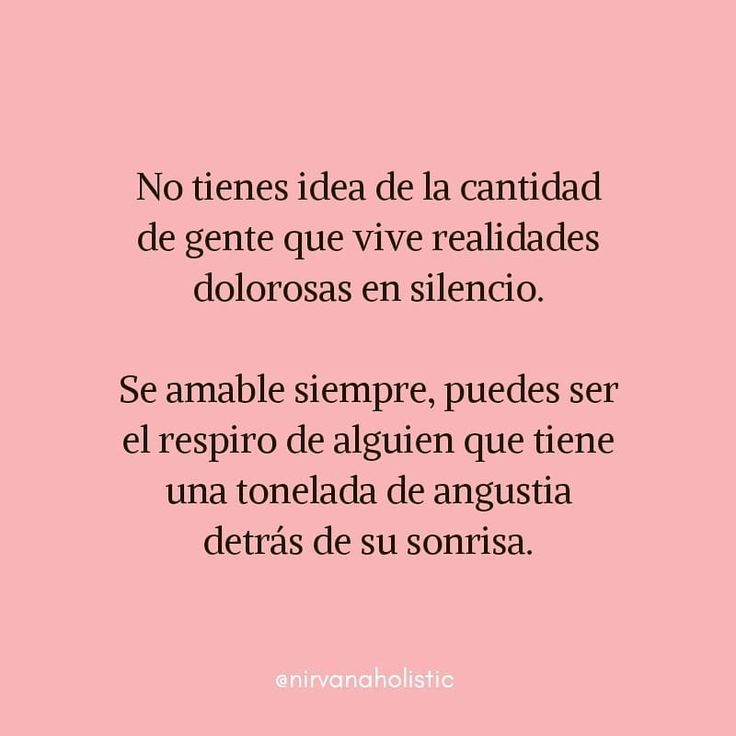 No tienes idea de la cantidad
de gente que vive realidades
dolorosas en silencio.
Se amable siempre, puedes ser
el respiro de alguien que tiene
una tonelada de angustia
detrás de su sonrisa.
@nirvanaholistic